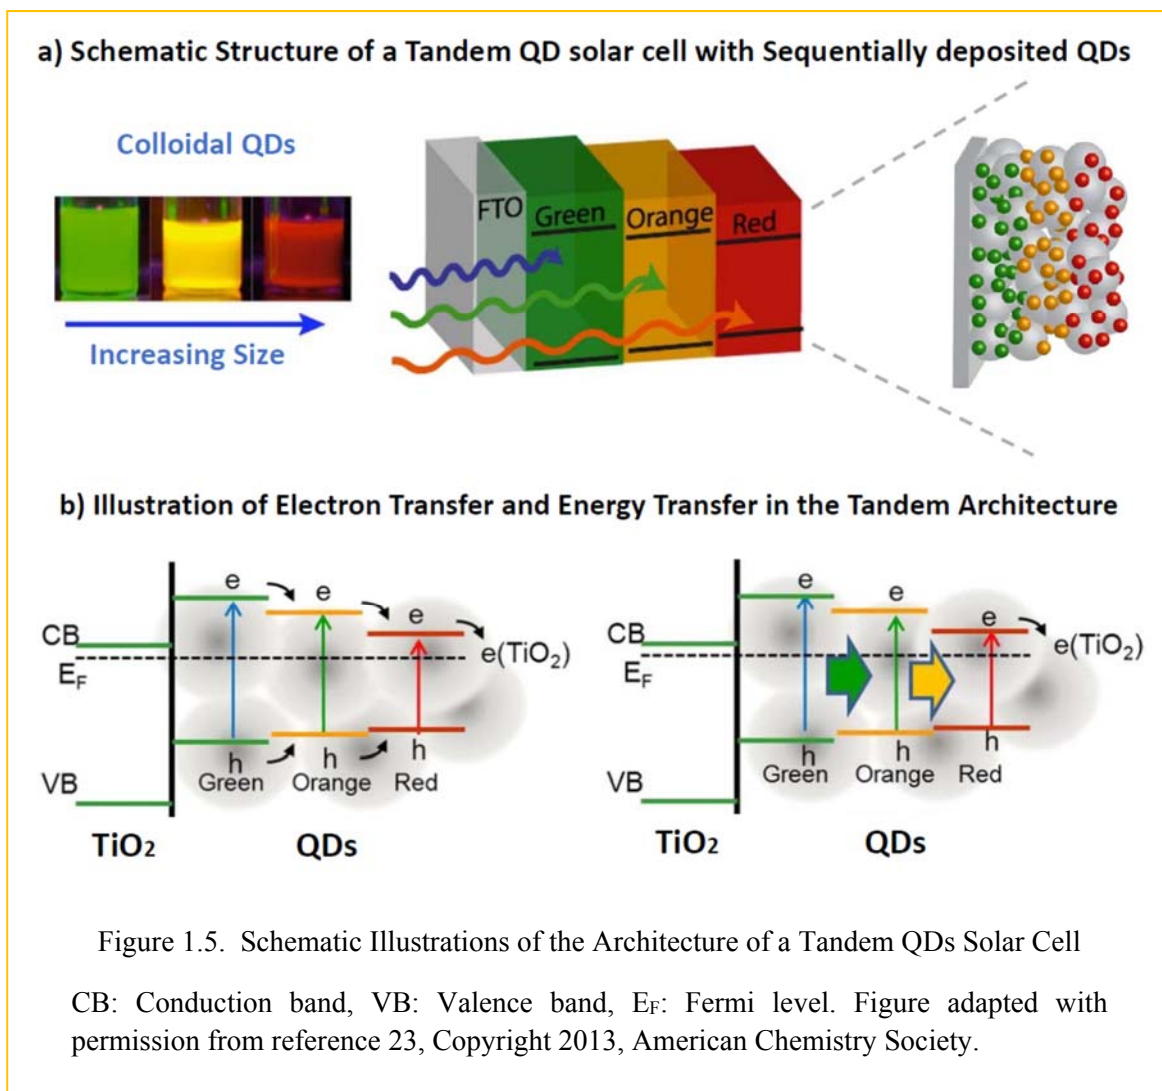 a) Schematic Structure of a Tandem QD solar cell with Sequentially deposited QDs
Colloidal QDs
Increasing Size
FTO
Green
Orange
Red
b) Illustration of Electron Transfer and Energy Transfer in the Tandem Architecture
e
e
e
CB
EF
e(TiO2)
h
h
h
VB
Green
Orange
Red
TiO2
QDs
e
e
e
CB
EF
e(TiO2)
h
h
h
VB
Green
Orange
Red
TiO2
QDs
Figure 1.5. Schematic Illustrations of the Architecture of a Tandem QDs Solar Cell
CB: Conduction band, VB: Valence band, EF: Fermi level. Figure adapted with
permission from reference 23, Copyright 2013, American Chemistry Society.